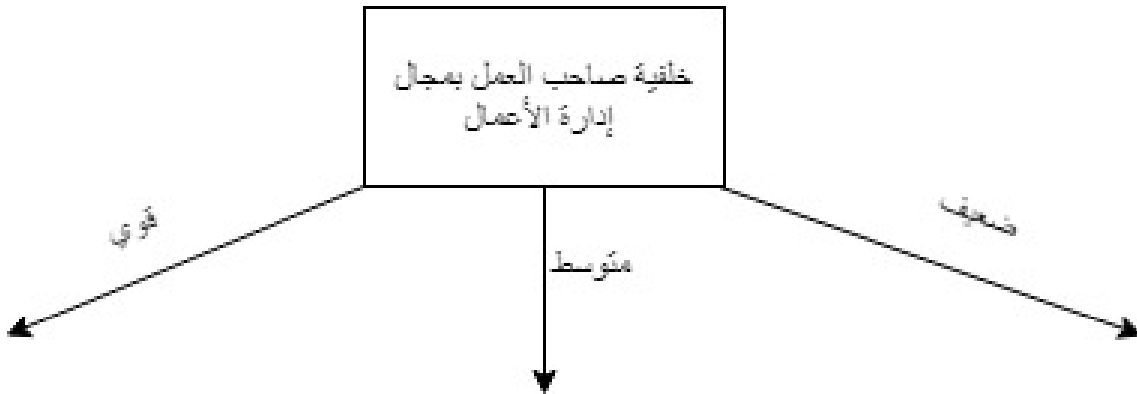 خلفية صاحب العمل بمجال
إدارة الأعمال
ضعيف
متوسط
قوي